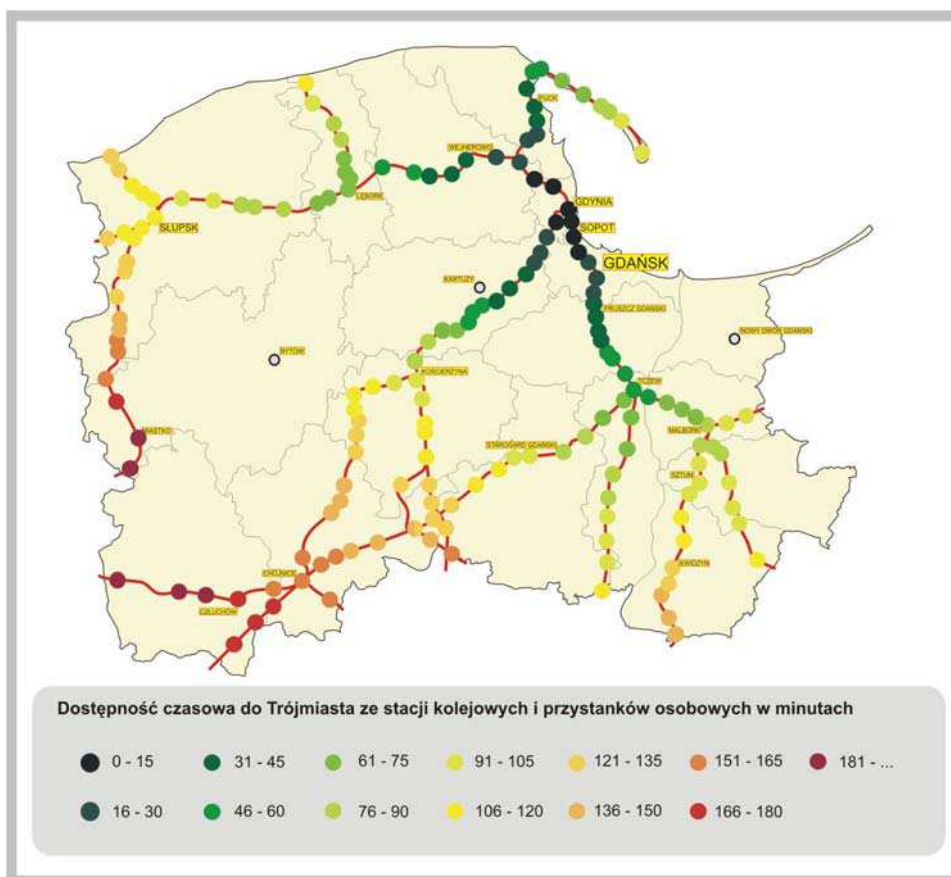 PUCK
WEJHEROWO
LĘBORK
GDYNIA
SŁUPSK
SOPOT
GDAŃSK
KARTUZY
PRUSZCZ GDAŃSKI
NOWY DWÓR GDAŃSKI
BYTÓW
KOŚCIERZYNA
TCZEW
MIASTKO
MALBORK
STAROGARD GDAŃSKI
SZTUM
KWIDZYN
CHOJNICE
CZŁUCHÓW
Dostępność czasowa do Trójmiasta ze stacji kolejowych i przystanków osobowych w minutach
0 - 15 31 - 45 61 - 75 91 - 105 121 - 135 151 - 165 181 - ...
16 - 30 46 - 60 76 - 90 106 - 120 136 - 150 166 - 180